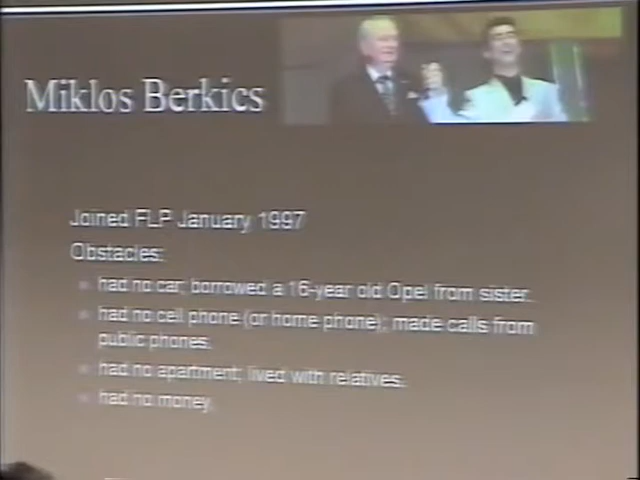 Miklos Berkics
Joined FLP January 1997
Obstacles:
had no car; borrowed a 16-year old Opel from sister.
had no cell phone (or home phone); made calls from
public phones.
had no apartment; lived with relatives.
had no money.